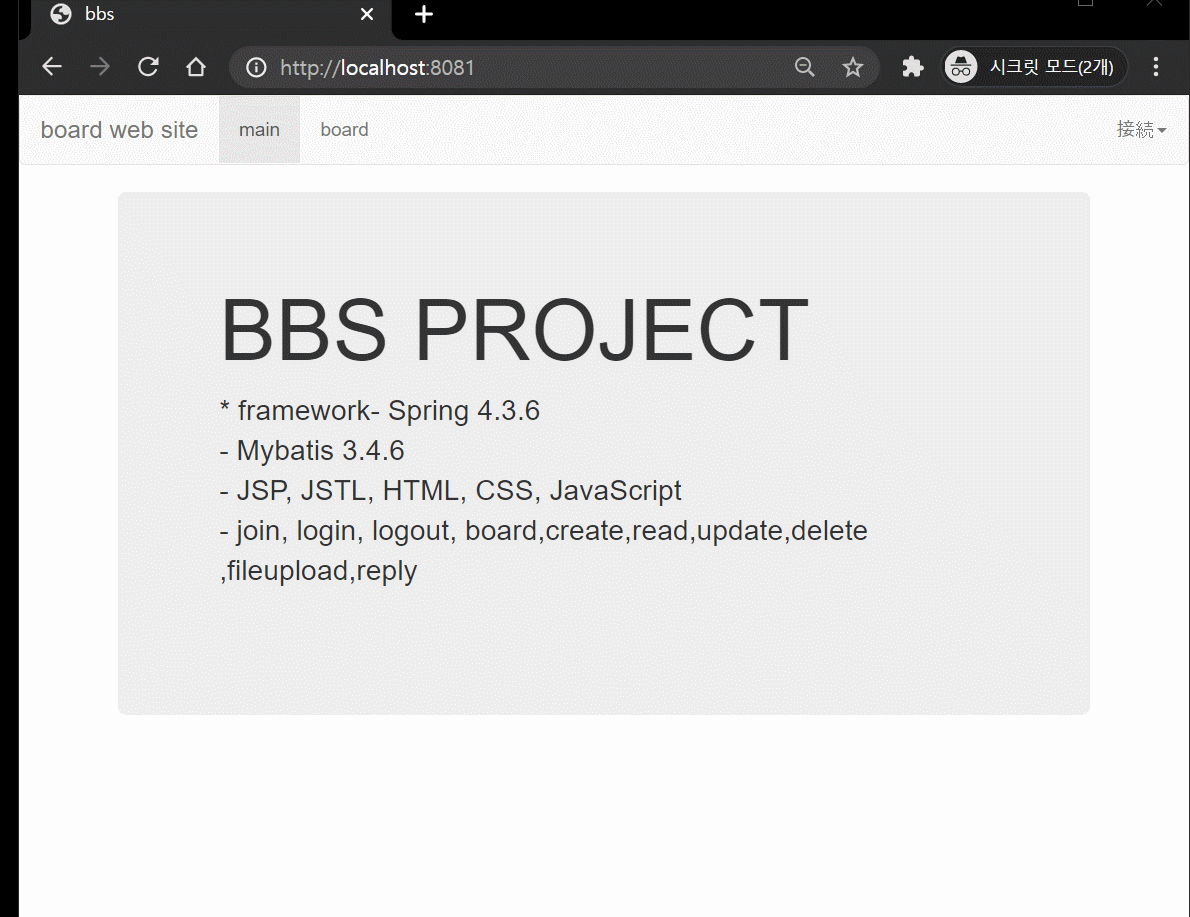 bbs
http://localhost:8081
시크릿 모드(2개)
board web site main board 接続
BBS PROJECT
* framework- Spring 4.3.6
- Mybatis 3.4.6
- JSP, JSTL, HTML, CSS, JavaScript
- join, login, logout, board,create,read,update,delete
,fileupload,reply